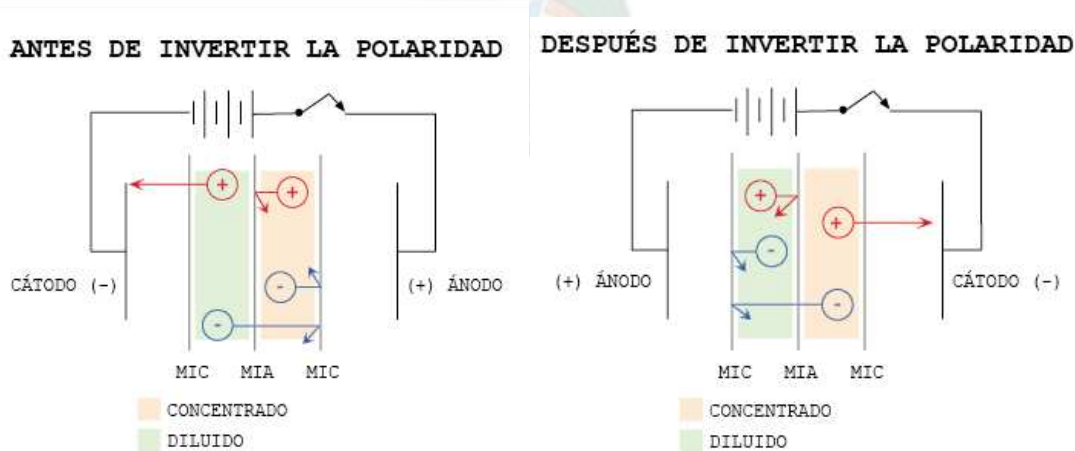 ANTES DE INVERTIR LA POLARIDAD
+
+
-
-
CÁTODO (-)
(+) ÁNODO
MIC MIA MIC
CONCENTRADO
DILUIDO
DESPUÉS DE INVERTIR LA POLARIDAD
+
+
-
-
(+) ÁNODO
CÁTODO (-)
MIC MIA MIC
CONCENTRADO
DILUIDO